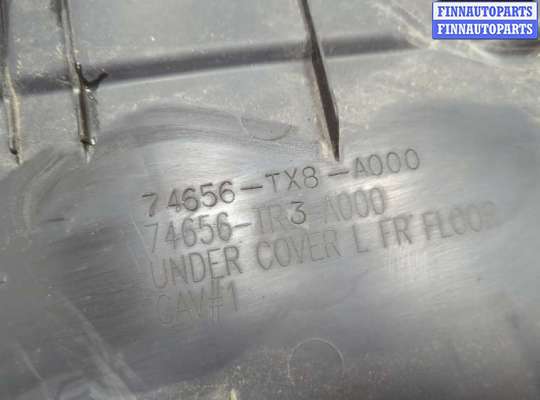 FINNAUTOPARTS
FINNAUTOPARTS
74656-TX8-A000
74656-TR3-A000
UNDER COVER L FR FLOOR
CAV#1